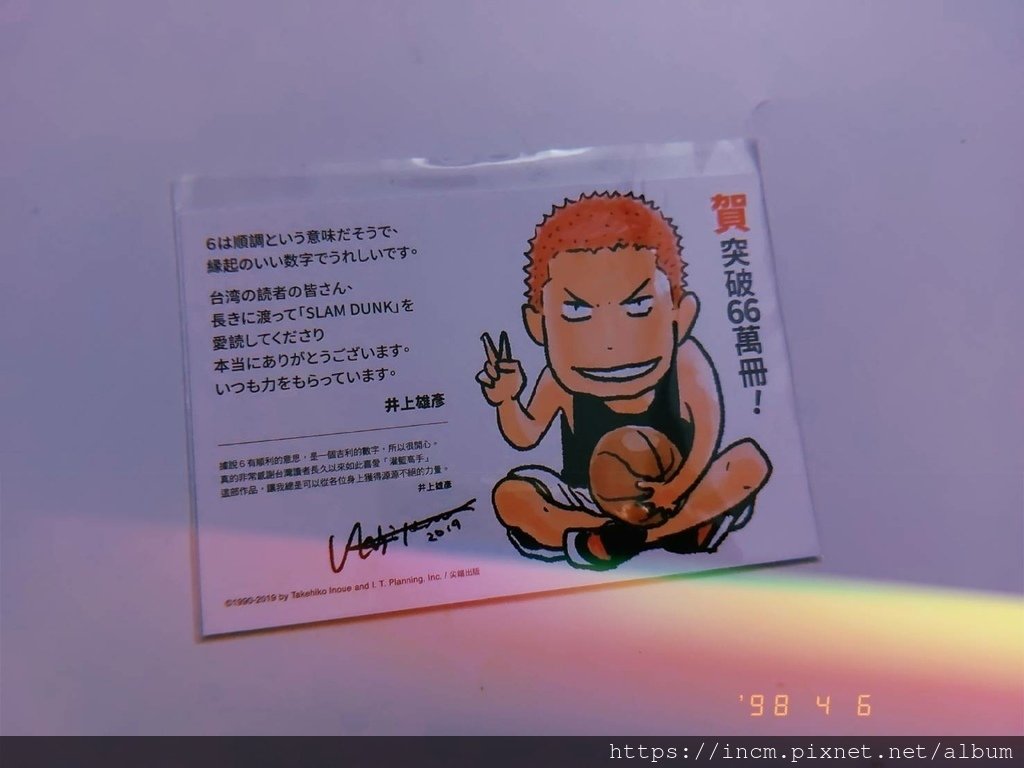 6は順調という意味だそうで、
縁起のいい数字でうれしいです。
台湾の読者の皆さん、
長きに渡って「SLAM DUNK」を
愛読してくださり
本当にありがとうございます。
いつも力をもらっています。
井上雄彥
據說6有順利的意思，是一個吉利的數字，所以很開心。
真的非常感謝台灣讀者長久以來如此喜愛「灌籃高手」
這部作品，讓我總是可以從各位身上獲得源源不絕的力量。
井上雄彥
2019
©1990-2019 by Takehiko Inoue and I. T. Planning, Inc. / 尖端出版
賀
突破66萬冊！
'98 4 6
https://incm.pixnet.net/album